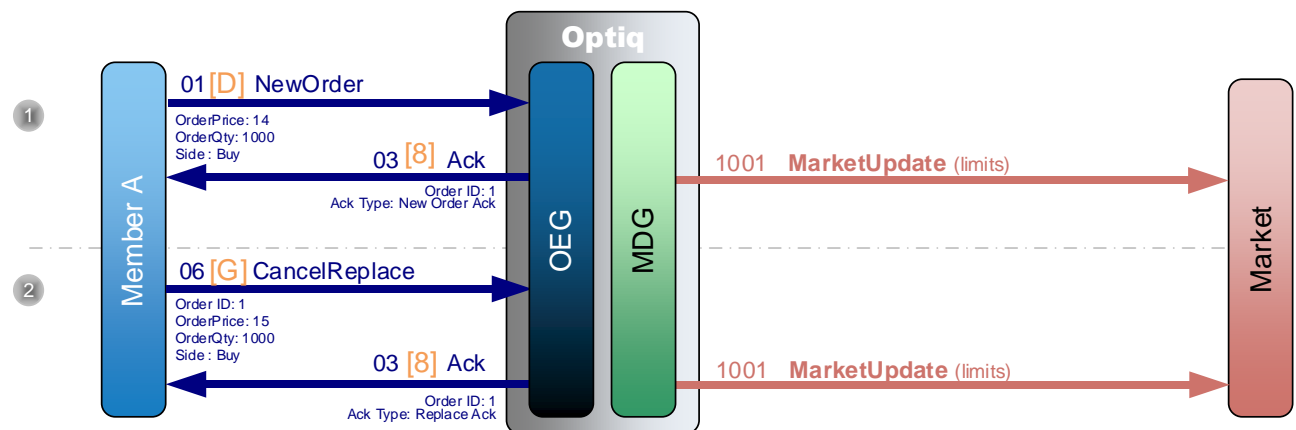 Optiq
1
01 [D] NewOrder
OrderPrice: 14
OrderQty: 1000
Side : Buy
03 [8] Ack
Order ID: 1
Ack Type: New Order Ack
1001 MarketUpdate (limits)
Member A
OEG
MDG
Market
2
06 [G] CancelReplace
Order ID: 1
OrderPrice: 15
OrderQty: 1000
Side : Buy
03 [8] Ack
Order ID: 1
Ack Type: Replace Ack
1001 MarketUpdate (limits)